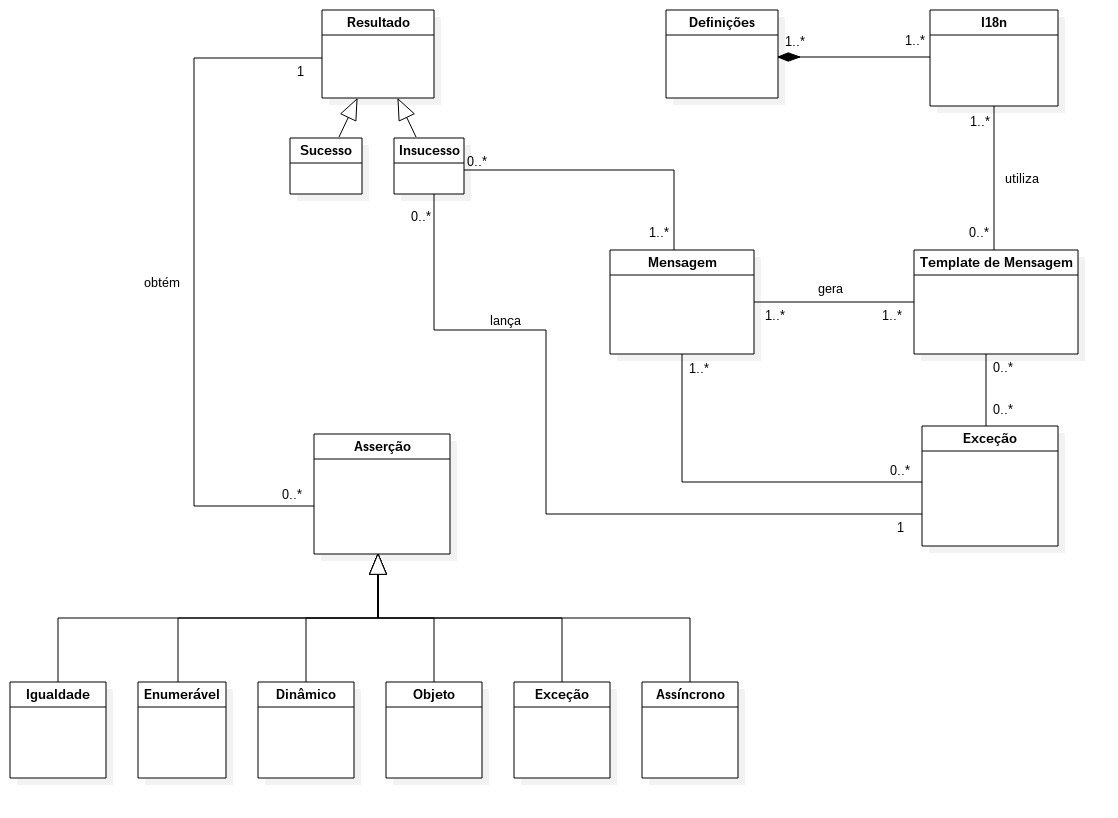 Resultado
Definições
I18n
1..*
1..*
1
1..*
Sucesso
Insucesso
0..*
utiliza
0..*
1..*
0..*
Mensagem
Template de Mensagem
obtém
gera
lança
1..*
1..*
1..*
0..*
0..*
Asserção
Exceção
0..*
0..*
1
Igualdade
Enumerável
Dinâmico
Objeto
Exceção
Assíncrono